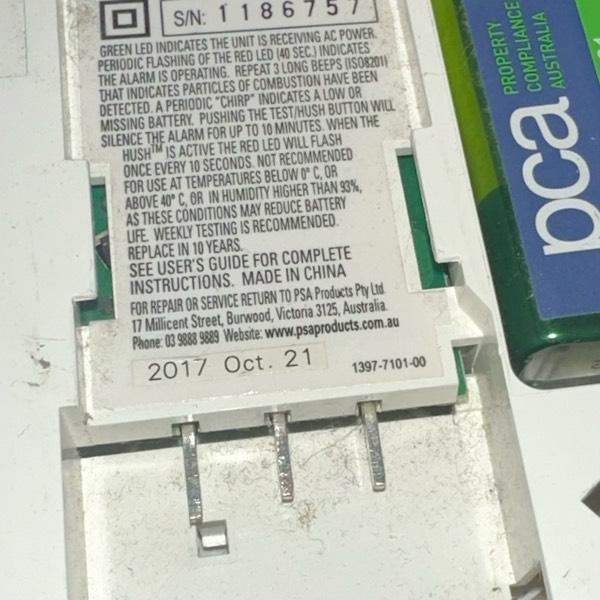 S/N: 1186757
GREEN LED INDICATES THE UNIT IS RECEIVING AC POWER.
PERIODIC FLASHING OF THE RED LED (40 SEC.) INDICATES
THE ALARM IS OPERATING. REPEAT 3 LONG BEEPS (ISO8201)
THAT INDICATES PARTICLES OF COMBUSTION HAVE BEEN
DETECTED. A PERIODIC "CHIRP" INDICATES A LOW OR
MISSING BATTERY. PUSHING THE TEST/HUSH BUTTON WILL
SILENCE THE ALARM FOR UP TO 10 MINUTES. WHEN THE
HUSH™ IS ACTIVE THE RED LED WILL FLASH
ONCE EVERY 10 SECONDS. NOT RECOMMENDED
FOR USE AT TEMPERATURES BELOW 0° C, OR
ABOVE 40° C, OR IN HUMIDITY HIGHER THAN 93%,
AS THESE CONDITIONS MAY REDUCE BATTERY
LIFE. WEEKLY TESTING IS RECOMMENDED.
REPLACE IN 10 YEARS.
SEE USER'S GUIDE FOR COMPLETE
INSTRUCTIONS. MADE IN CHINA
FOR REPAIR OR SERVICE RETURN TO PSA Products Pty Ltd
17 Millicent Street, Burwood, Victoria 3125, Australia.
Phone: 03 9888 9889 Website: www.psaproducts.com.au
2017 Oct. 21
1397-7101-00
pca
PROPERTY
COMPLIANCE
AUSTRALIA